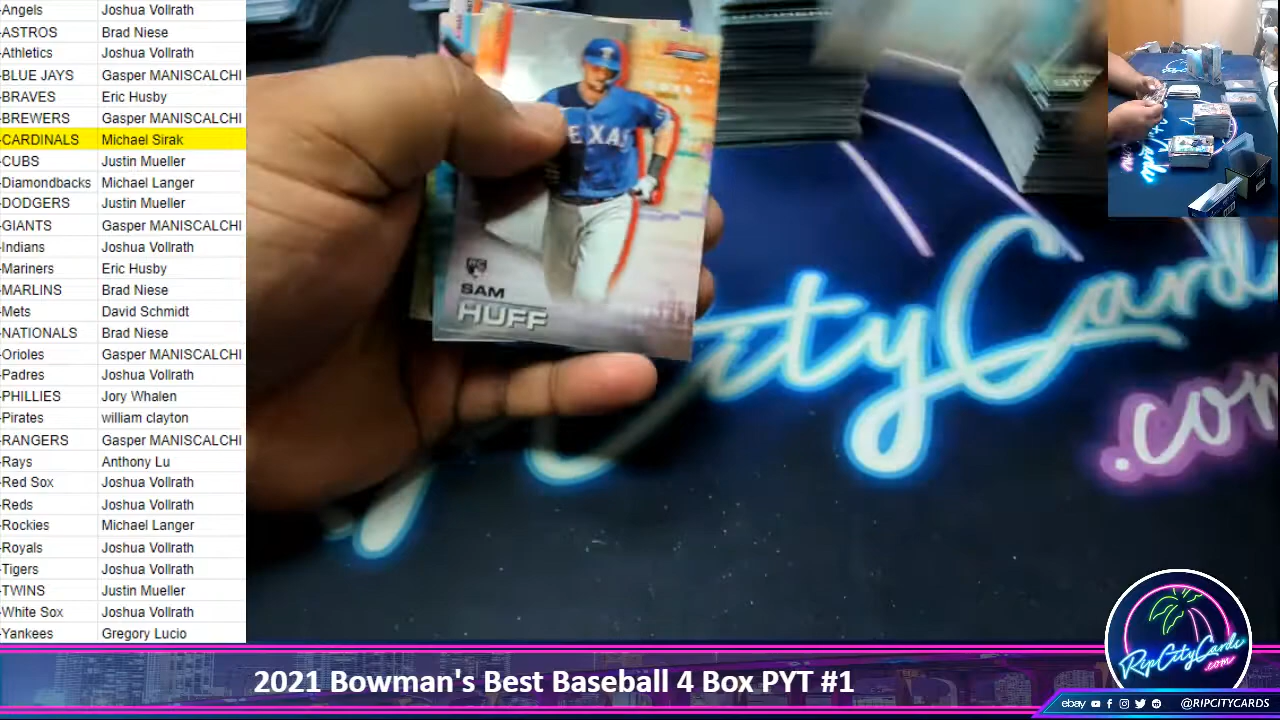 -Angels Joshua Vollrath
-ASTROS Brad Niese
-Athletics Joshua Vollrath
-BLUE JAYS Gasper MANISCALCHI
-BRAVES Eric Husby
-BREWERS Gasper MANISCALCHI
-CARDINALS Michael Sirak
-CUBS Justin Mueller
-Diamondbacks Michael Langer
-DODGERS Justin Mueller
-GIANTS Gasper MANISCALCHI
-Indians Joshua Vollrath
-Mariners Eric Husby
-MARLINS Brad Niese
-Mets David Schmidt
-NATIONALS Brad Niese
-Orioles Gasper MANISCALCHI
-Padres Joshua Vollrath
-PHILLIES Jory Whalen
-Pirates william clayton
-RANGERS Gasper MANISCALCHI
-Rays Anthony Lu
-Red Sox Joshua Vollrath
-Reds Joshua Vollrath
-Rockies Michael Langer
-Royals Joshua Vollrath
-Tigers Joshua Vollrath
-TWINS Justin Mueller
-White Sox Joshua Vollrath
-Yankees Gregory Lucio
TEXAS
RC
SAM
HUFF
ityCard
.com
RipCityCards
.com
2021 Bowman's Best Baseball 4 Box PYT #1
ebay @RIPCITYCARDS